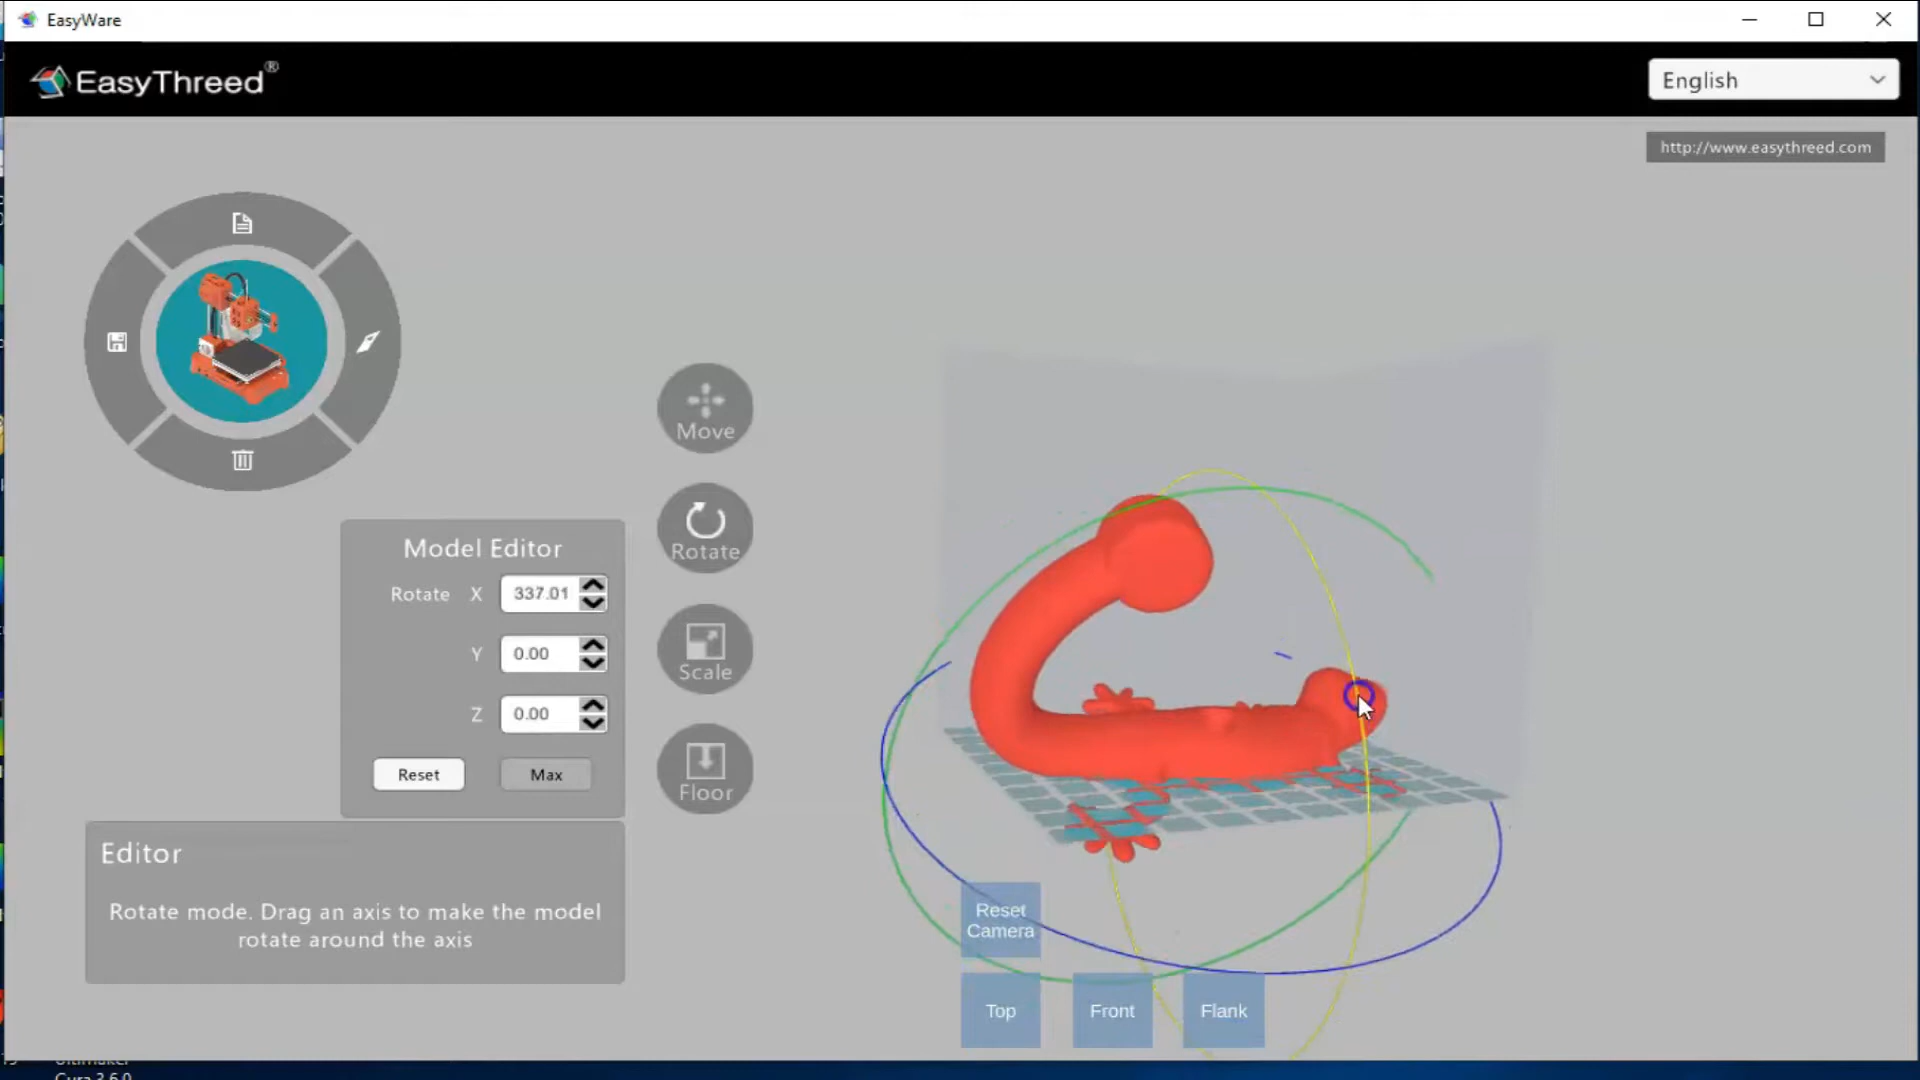 EasyWare
EasyThreed®
English
http://www.easythreed.com
Move
Rotate
Scale
Floor
Model Editor
Rotate X 337.01
Y 0.00
Z 0.00
Reset Max
Editor
Rotate mode. Drag an axis to make the model
rotate around the axis
Reset
Camera
Top Front Flank
Ultimaker
Cura 3.6.0